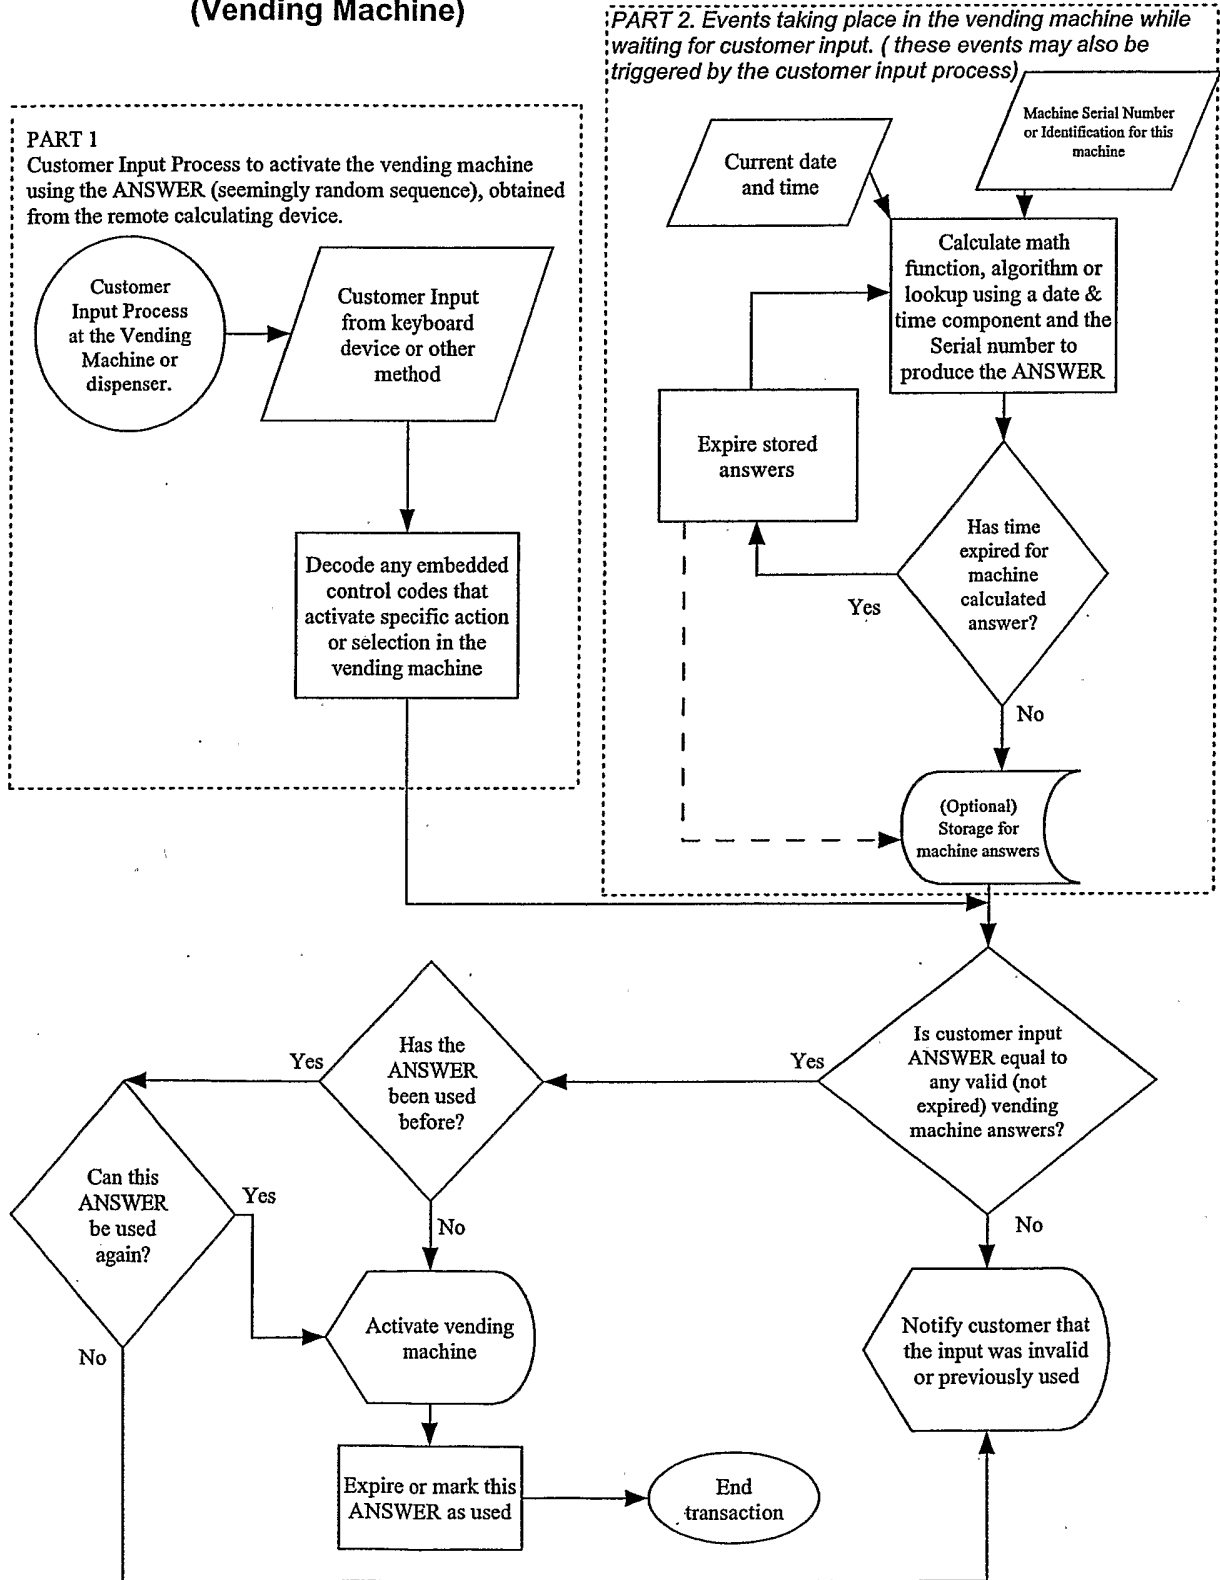 (Vending Machine)
PART 2. Events taking place in the vending machine while
waiting for customer input. ( these events may also be
triggered by the customer input process)
Machine Serial Number
or Identification for this
machine
Current date
and time
PART 1
Customer Input Process to activate the vending machine
using the ANSWER (seemingly random sequence), obtained
from the remote calculating device.
Customer
Input Process
at the Vending
Machine or
dispenser.
Customer Input
from keyboard
device or other
method
Calculate math
function, algorithm or
lookup using a date &
time component and the
Serial number to
produce the ANSWER
Expire stored
answers
Has time
expired for
machine
calculated
answer?
Yes
No
Decode any embedded
control codes that
activate specific action
or selection in the
vending machine
(Optional)
Storage for
machine answers
Is customer input
ANSWER equal to
any valid (not
expired) vending
machine answers?
Yes
No
Has the
ANSWER
been used
before?
Yes
No
Can this
ANSWER
be used
again?
Yes
No
Activate vending
machine
Notify customer that
the input was invalid
or previously used
Expire or mark this
ANSWER as used
End
transaction